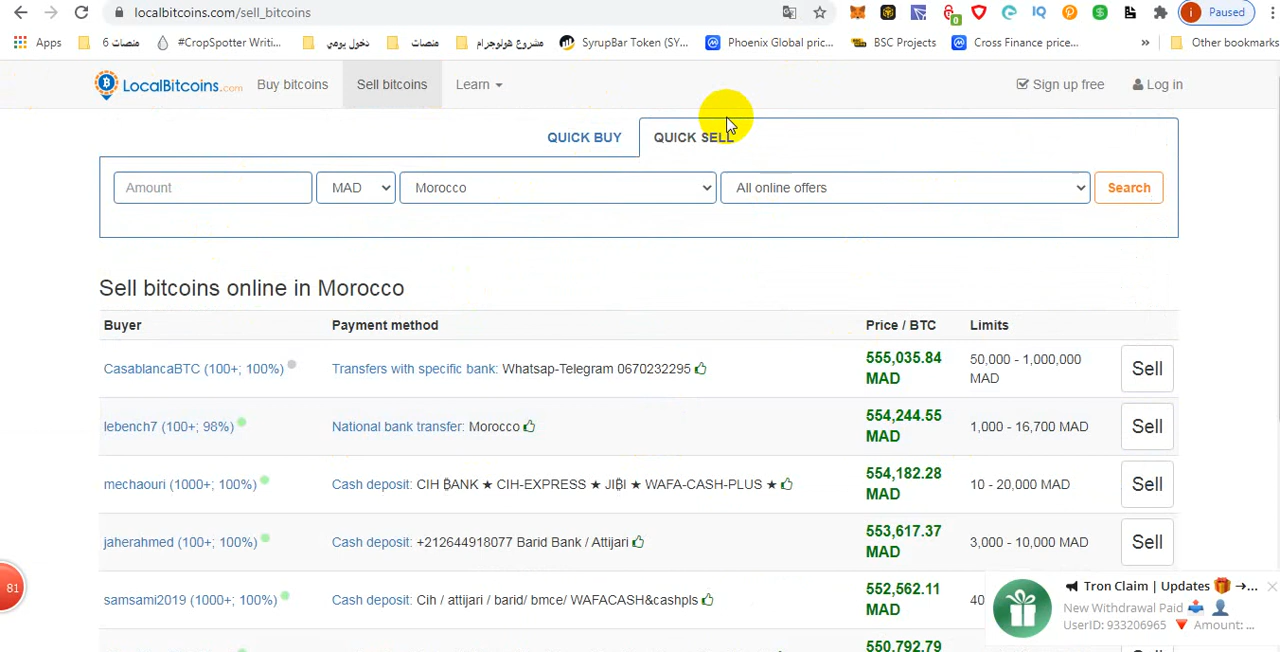 localbitcoins.com/sell_bitcoins
Paused
Apps
منصات 6
#CropSpotter Writi...
دخول يومي
منصات
مشروع هولوجرام
SyrupBar Token (SY...
Phoenix Global pric...
BSC Projects
Cross Finance price...
»
Other bookmarks
LocalBitcoins.com
Buy bitcoins
Sell bitcoins
Learn
Sign up free
Log in
QUICK BUY
QUICK SELL
Amount
MAD
Morocco
All online offers
Search
Sell bitcoins online in Morocco
Buyer Payment method Price / BTC Limits
CasablancaBTC (100+; 100%) Transfers with specific bank: Whatsap-Telegram 0670232295 555,035.84 MAD 50,000 - 1,000,000 MAD Sell
lebench7 (100+; 98%) National bank transfer: Morocco 554,244.55 MAD 1,000 - 16,700 MAD Sell
mechaouri (1000+; 100%) Cash deposit: CIH ₿ANK ★ CIH-EXPRESS ★ JI₿I ★ WAFA-CASH-PLUS ★ 554,182.28 MAD 10 - 20,000 MAD Sell
jaherahmed (100+; 100%) Cash deposit: +212644918077 Barid Bank / Attijari 553,617.37 MAD 3,000 - 10,000 MAD Sell
samsami2019 (1000+; 100%) Cash deposit: Cih / attijari / barid/ bmce/ WAFACASH&cashpls 552,562.11 MAD 40
550,792.79
81
Tron Claim | Updates 🎁 →...
New Withdrawal Paid
UserID: 933206965 🔻 Amount: ...